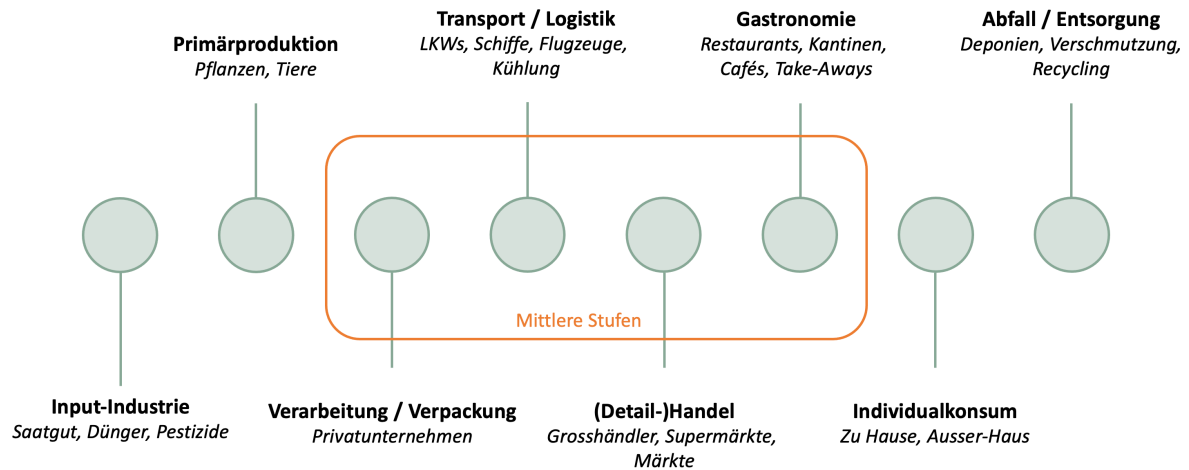 Transport / Logistik
LKWs, Schiffe, Flugzeuge,
Kühlung
Gastronomie
Restaurants, Kantinen,
Cafés, Take-Aways
Abfall / Entsorgung
Deponien, Verschmutzung,
Recycling
Primärproduktion
Pflanzen, Tiere
Mittlere Stufen
Input-Industrie
Saatgut, Dünger, Pestizide
Verarbeitung / Verpackung
Privatunternehmen
(Detail-)Handel
Grosshändler, Supermärkte,
Märkte
Individualkonsum
Zu Hause, Ausser-Haus